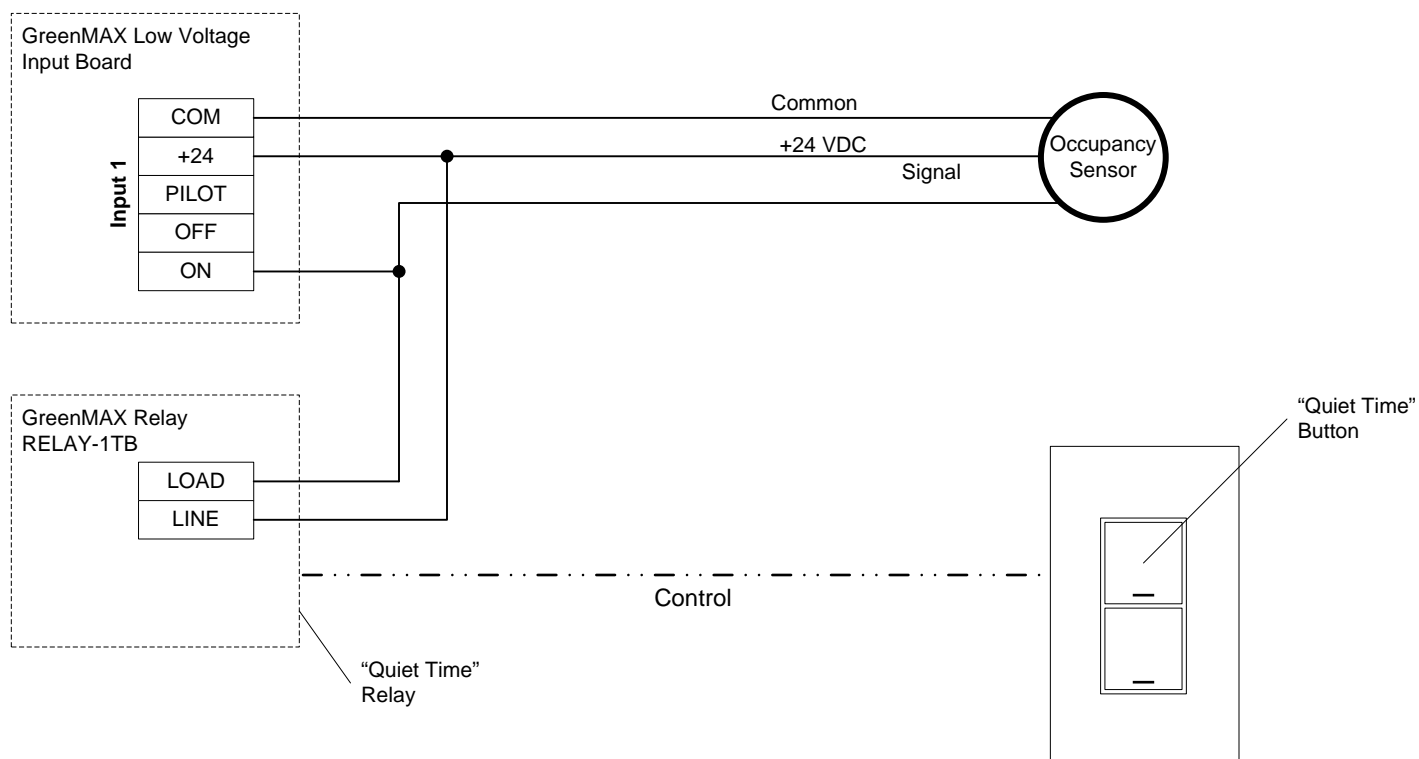 GreenMAX Low Voltage
Input Board
Input 1
COM
+24
PILOT
OFF
ON
Common
+24 VDC
Signal
Occupancy
Sensor
GreenMAX Relay
RELAY-1TB
LOAD
LINE
“Quiet Time”
Button
Control
“Quiet Time”
Relay